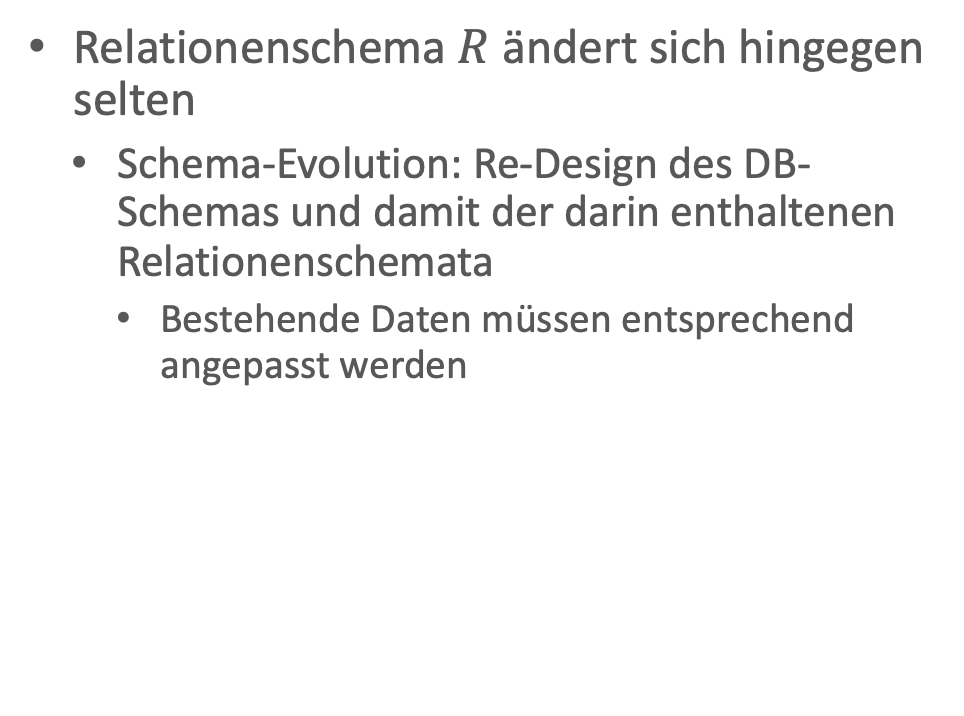 • Relationenschema 𝑅 ändert sich hingegen
selten
• Schema-Evolution: Re-Design des DB-
Schemas und damit der darin enthaltenen
Relationenschemata
• Bestehende Daten müssen entsprechend
angepasst werden